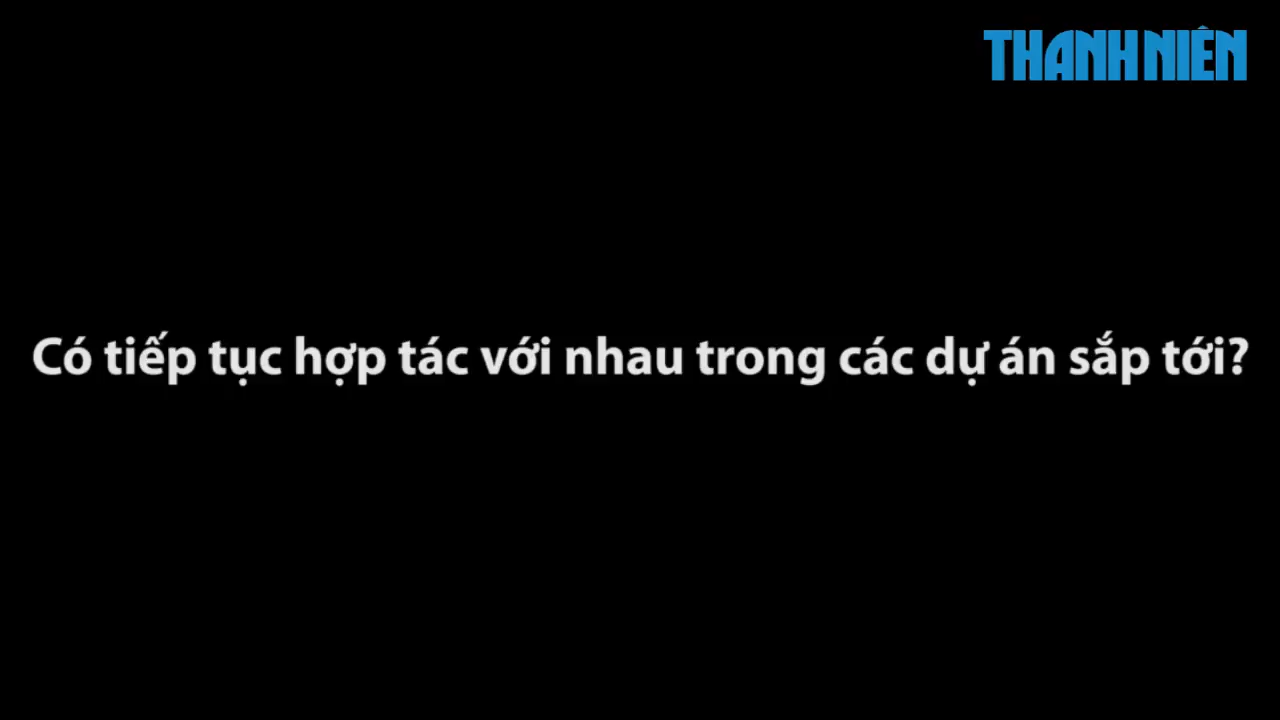 THANH NIÊN
Có tiếp tục hợp tác với nhau trong các dự án sắp tới?